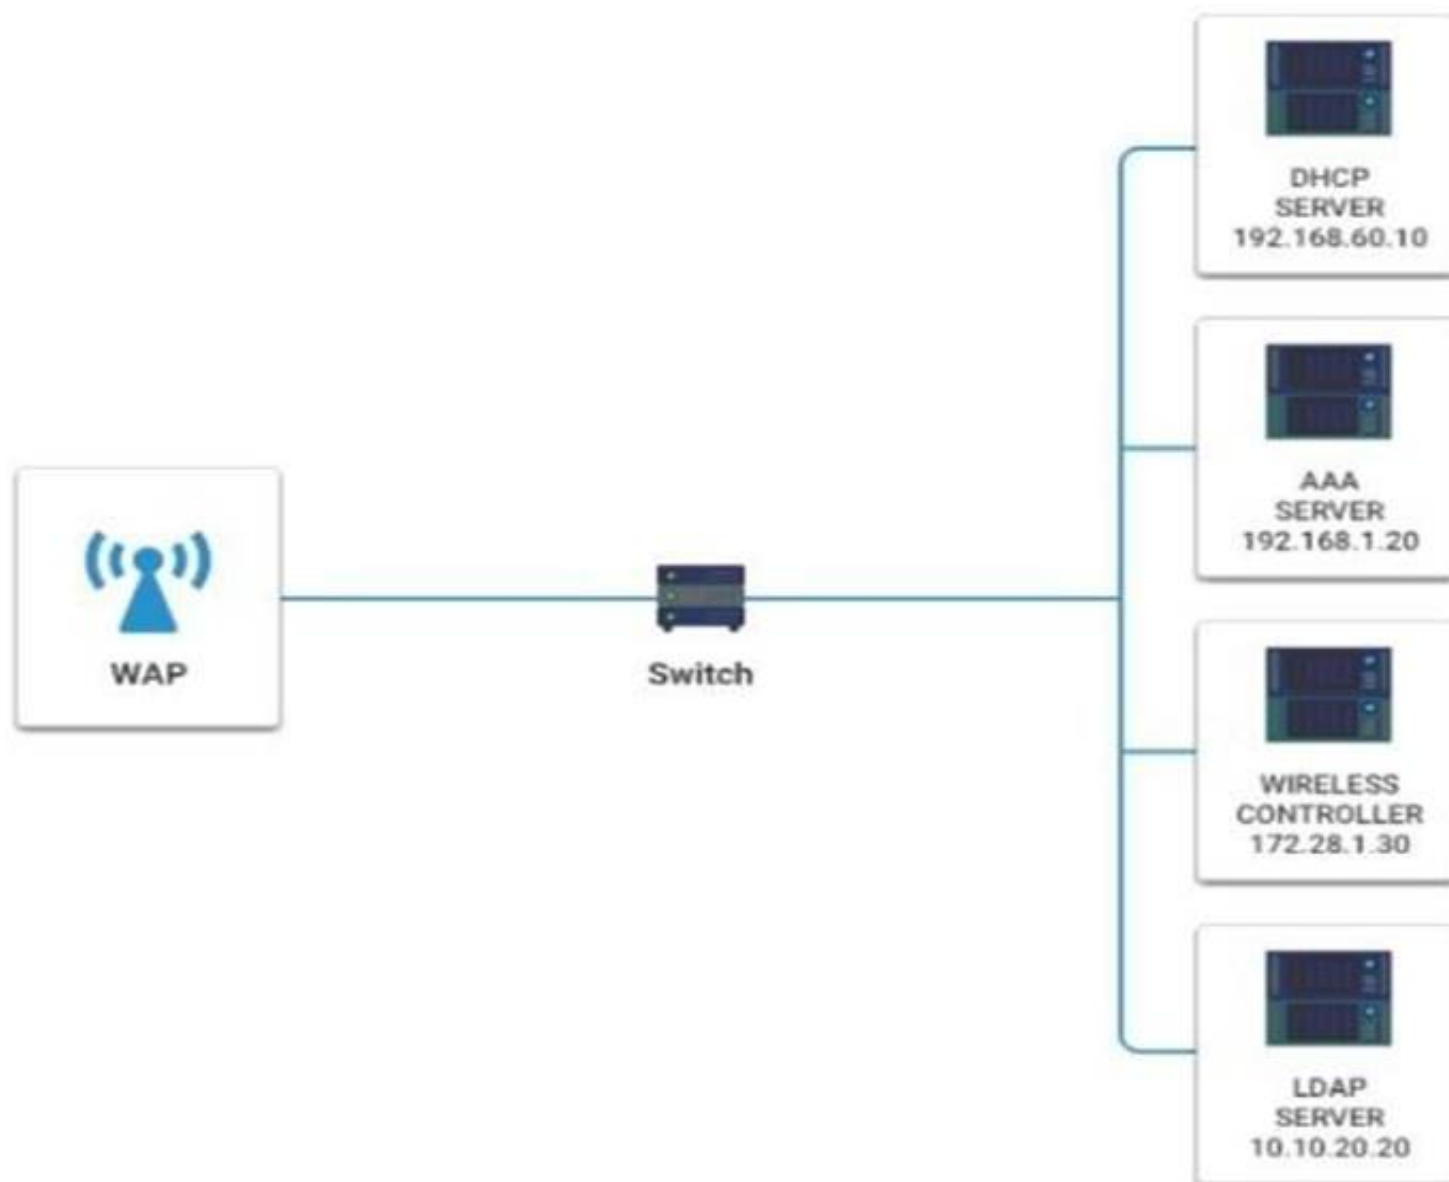 DHCP
SERVER
192.168.60.10
AAA
SERVER
192.168.1.20
WAP
Switch
WIRELESS
CONTROLLER
172.28.1.30
LDAP
SERVER
10.10.20.20